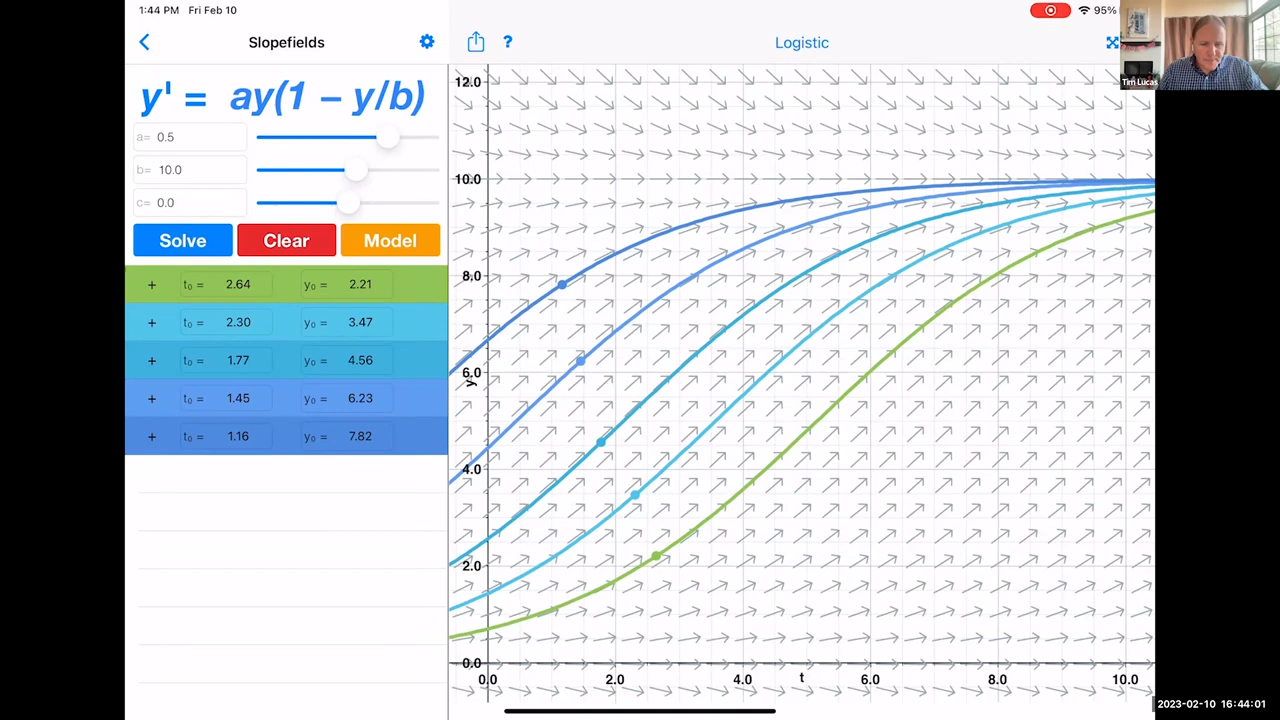 1:44 PM Fri Feb 10
95%
Slopefields
?
Logistic
Tim Lucas
y' = ay(1 − y/b)
a= 0.5
b= 10.0
c= 0.0
Solve Clear Model
+ t₀ = 2.64 y₀ = 2.21
+ t₀ = 2.30 y₀ = 3.47
+ t₀ = 1.77 y₀ = 4.56
+ t₀ = 1.45 y₀ = 6.23
+ t₀ = 1.16 y₀ = 7.82
12.0
10.0
8.0
6.0
y
4.0
2.0
0.0
0.0 2.0 4.0 t 6.0 8.0 10.0
2023-02-10 16:44:01